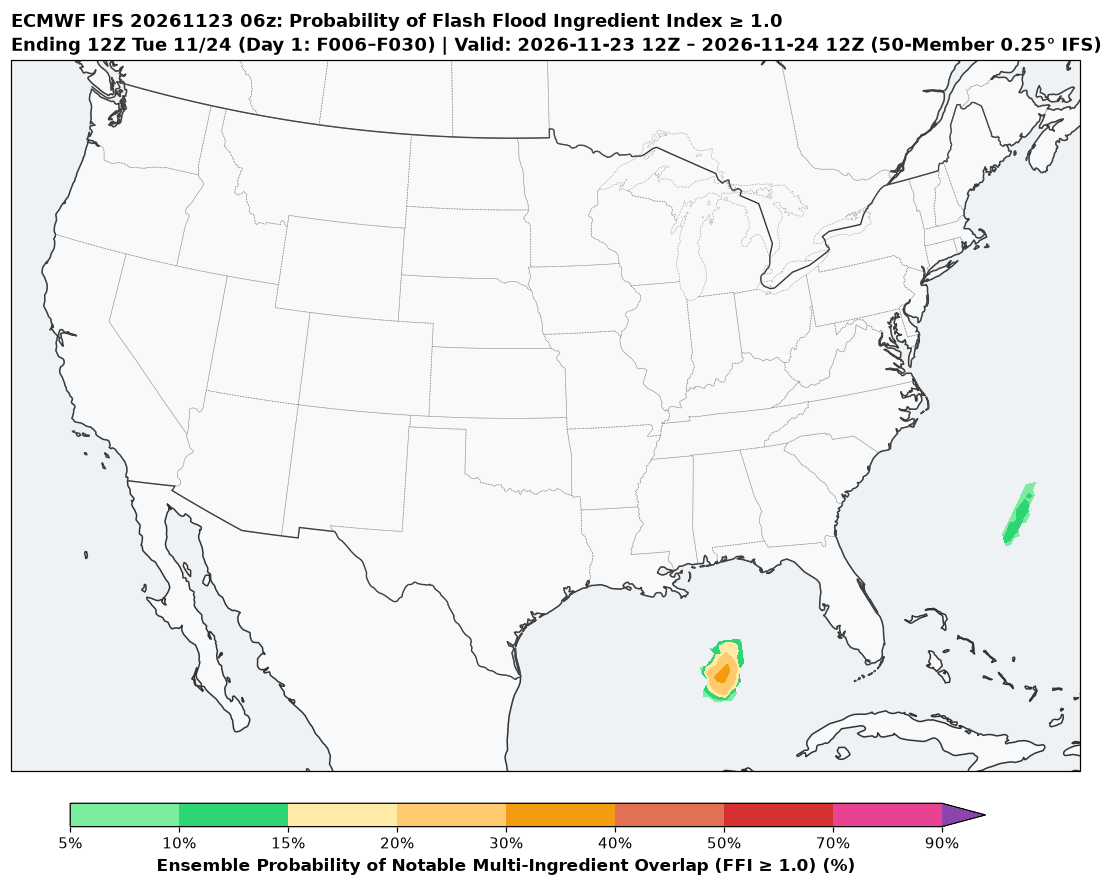 ECMWF IFS 20261123 06z: Probability of Flash Flood Ingredient Index ≥ 1.0
Ending 12Z Tue 11/24 (Day 1: F006–F030) | Valid: 2026-11-23 12Z – 2026-11-24 12Z (50-Member 0.25° IFS)
5% 10% 15% 20% 30% 40% 50% 70% 90%
Ensemble Probability of Notable Multi-Ingredient Overlap (FFI ≥ 1.0) (%)